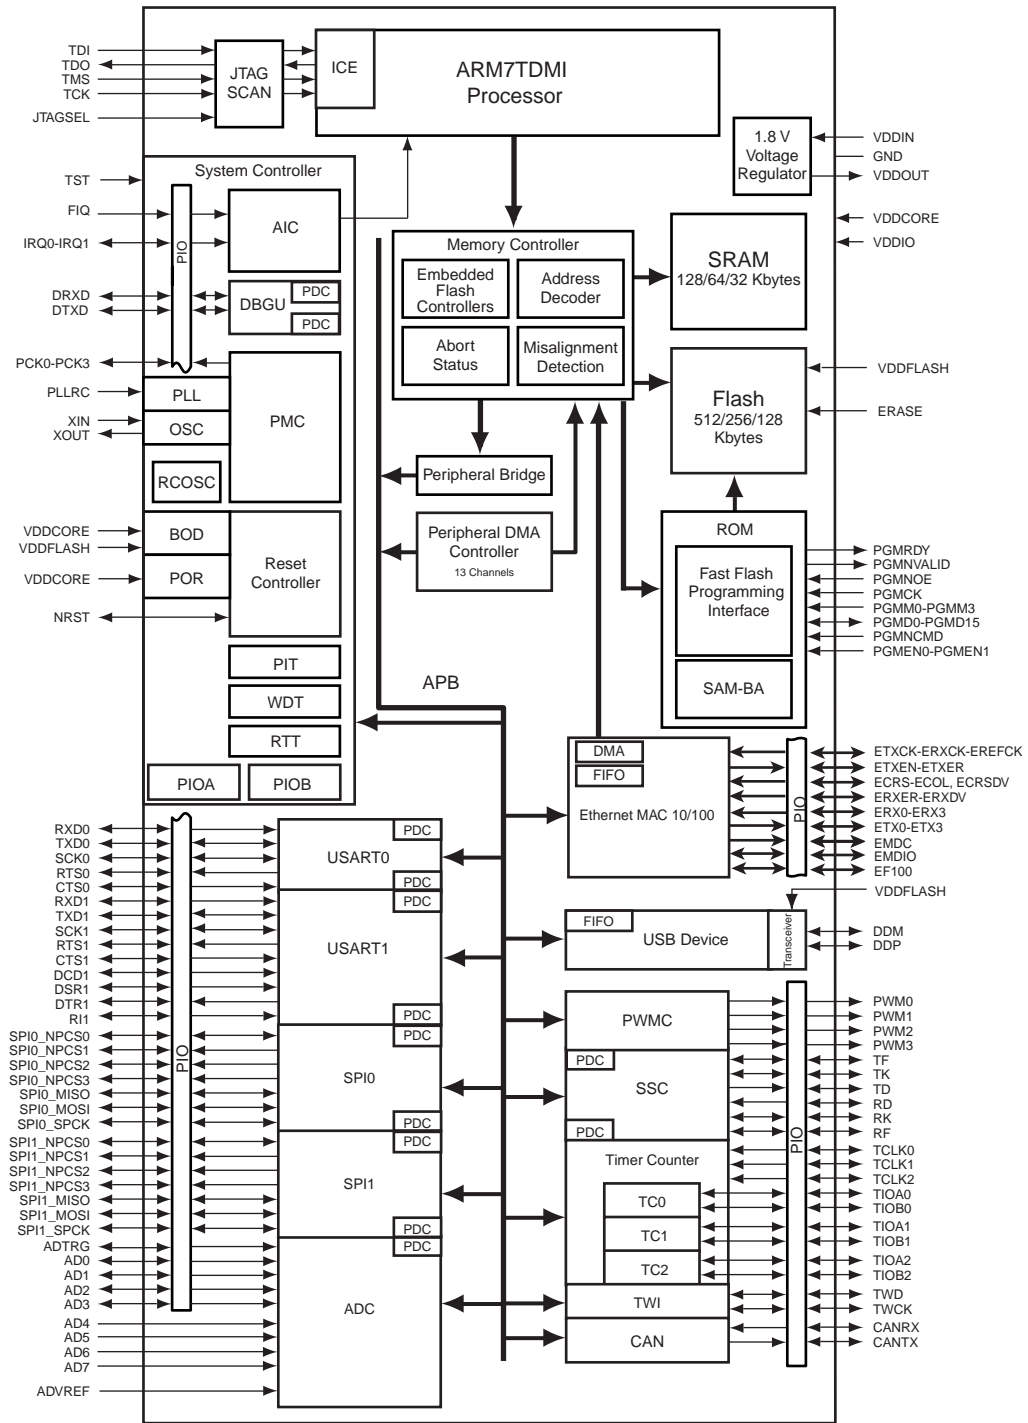 TDI
TDO
TMS
TCK
JTAGSEL
JTAG
SCAN
ICE
ARM7TDMI
Processor
1.8 V
Voltage
Regulator
VDDIN
GND
VDDOUT
VDDCORE
VDDIO
System Controller
TST
FIQ
IRQ0-IRQ1
PIO
AIC
DRXD
DTXD
DBGU
PDC
PDC
PCK0-PCK3
PLLRC
PLL
XIN
XOUT
OSC
RCOSC
PMC
VDDCORE
VDDFLASH
BOD
VDDCORE
POR
Reset
Controller
NRST
PIT
WDT
RTT
PIOA
PIOB
Memory Controller
Embedded
Flash
Controllers
Address
Decoder
Abort
Status
Misalignment
Detection
SRAM
128/64/32 Kbytes
Flash
512/256/128
Kbytes
VDDFLASH
ERASE
Peripheral Bridge
Peripheral DMA
Controller
13 Channels
ROM
Fast Flash
Programming
Interface
SAM-BA
PGMRDY
PGMNVALID
PGMNOE
PGMCK
PGMM0-PGMM3
PGMD0-PGMD15
PGMNCMD
PGMEN0-PGMEN1
APB
DMA
FIFO
Ethernet MAC 10/100
PIO
ETXCK-ERXCK-EREFCK
ETXEN-ETXER
ECRS-ECOL, ECRSDV
ERXER-ERXDV
ERX0-ERX3
ETX0-ETX3
EMDC
EMDIO
EF100
VDDFLASH
FIFO
USB Device
Transceiver
DDM
DDP
RXD0
TXD0
SCK0
RTS0
CTS0
RXD1
TXD1
SCK1
RTS1
CTS1
DCD1
DSR1
DTR1
RI1
SPI0_NPCS0
SPI0_NPCS1
SPI0_NPCS2
SPI0_NPCS3
SPI0_MISO
SPI0_MOSI
SPI0_SPCK
SPI1_NPCS0
SPI1_NPCS1
SPI1_NPCS2
SPI1_NPCS3
SPI1_MISO
SPI1_MOSI
SPI1_SPCK
ADTRG
AD0
AD1
AD2
AD3
AD4
AD5
AD6
AD7
ADVREF
PIO
PDC
USART0
PDC
PDC
USART1
PDC
PDC
SPI0
PDC
PDC
SPI1
PDC
PDC
ADC
PWMC
PDC
SSC
PDC
Timer Counter
TC0
TC1
TC2
TWI
CAN
PIO
PWM0
PWM1
PWM2
PWM3
TF
TK
TD
RD
RK
RF
TCLK0
TCLK1
TCLK2
TIOA0
TIOB0
TIOA1
TIOB1
TIOA2
TIOB2
TWD
TWCK
CANRX
CANTX